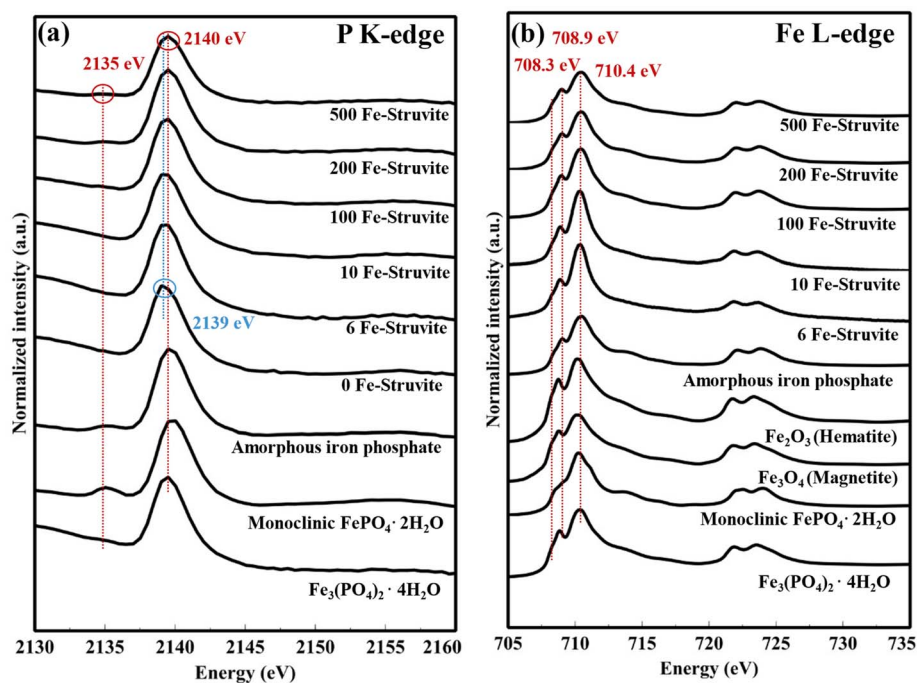 (a)
P K-edge
2140 eV
2135 eV
500 Fe-Struvite
200 Fe-Struvite
100 Fe-Struvite
10 Fe-Struvite
6 Fe-Struvite
2139 eV
0 Fe-Struvite
Amorphous iron phosphate
Monoclinic FePO₄· 2H₂O
Fe₃(PO₄)₂ · 4H₂O
Normalized intensity (a.u.)
2130 2135 2140 2145 2150 2155 2160
Energy (eV)
(b)
Fe L-edge
708.9 eV
708.3 eV
710.4 eV
500 Fe-Struvite
200 Fe-Struvite
100 Fe-Struvite
10 Fe-Struvite
6 Fe-Struvite
Amorphous iron phosphate
Fe₂O₃ (Hematite)
Fe₃O₄ (Magnetite)
Monoclinic FePO₄· 2H₂O
Fe₃(PO₄)₂ · 4H₂O
Normalized intensity (a.u.)
705 710 715 720 725 730 735
Energy (eV)